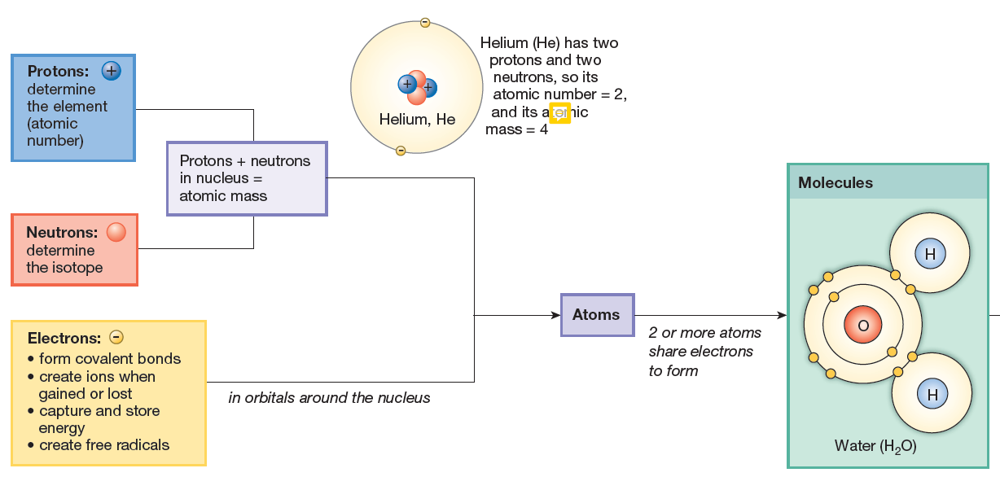 Protons: +
determine
the element
(atomic
number)
Protons + neutrons
in nucleus =
atomic mass
Neutrons:
determine
the isotope
Electrons: −
• form covalent bonds
• create ions when
gained or lost
• capture and store
energy
• create free radicals
in orbitals around the nucleus
−
+
+
Helium, He
−
Helium (He) has two
protons and two
neutrons, so its
atomic number = 2,
and its atomic
mass = 4
Atoms
2 or more atoms
share electrons
to form
Molecules
H
O
H
Water (H₂O)